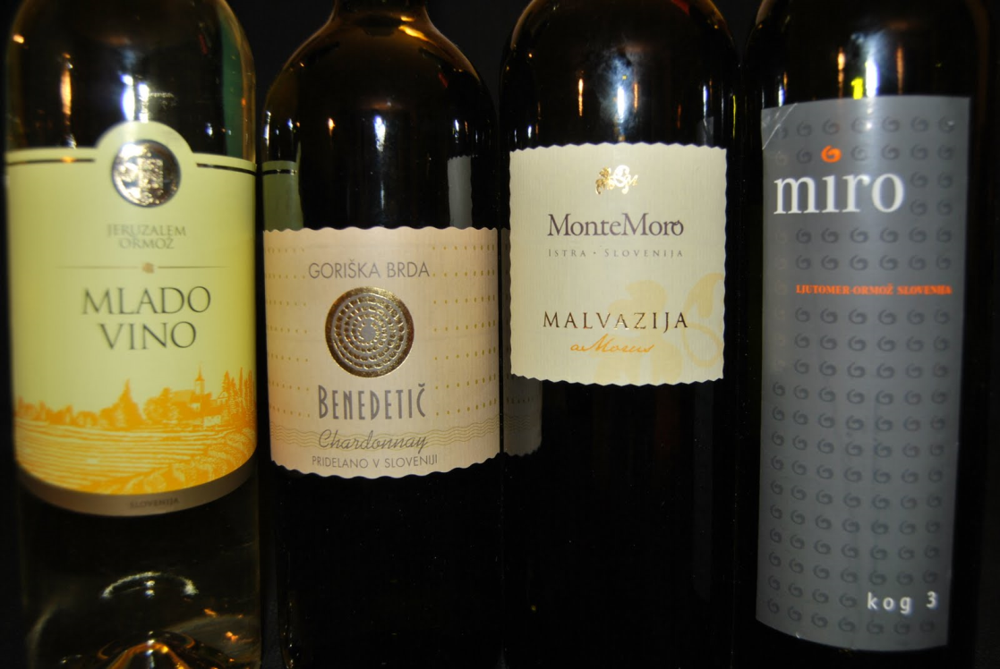 JERUZALEM
ORMOŽ
MLADO
VINO
SLOVENIJA
GORIŠKA BRDA
BENEDETIČ
Chardonnay
PRIDELANO V SLOVENIJI
MonteMoro
ISTRA • SLOVENIJA
MALVAZIJA
a Morus
miro
LJUTOMER-ORMOŽ SLOVENIJA
kog 3